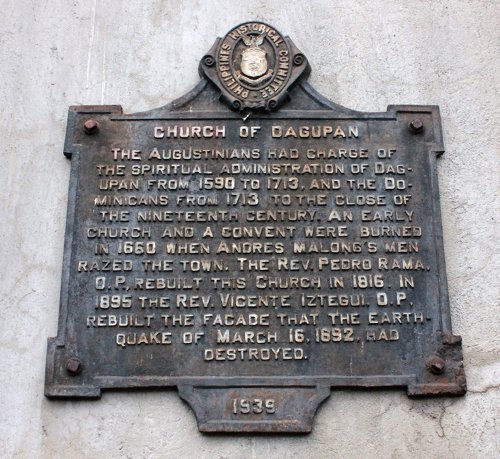 PHILIPPINES HISTORICAL COMMITTEE
CHURCH OF DAGUPAN
THE AUGUSTINIANS HAD CHARGE OF
THE SPIRITUAL ADMINISTRATION OF DAG-
UPAN FROM 1590 TO 1713, AND THE DO-
MINICANS FROM 1713 TO THE CLOSE OF
THE NINETEENTH CENTURY. AN EARLY
CHURCH AND A CONVENT WERE BURNED
IN 1660 WHEN ANDRES MALONG'S MEN
RAZED THE TOWN. THE REV. PEDRO RAMA,
O.P. REBUILT THIS CHURCH IN 1816. IN
1895 THE REV. VICENTE IZTEGUI, O.P.
REBUILT THE FACADE THAT THE EARTH-
QUAKE OF MARCH 16, 1892, HAD
DESTROYED.
1939